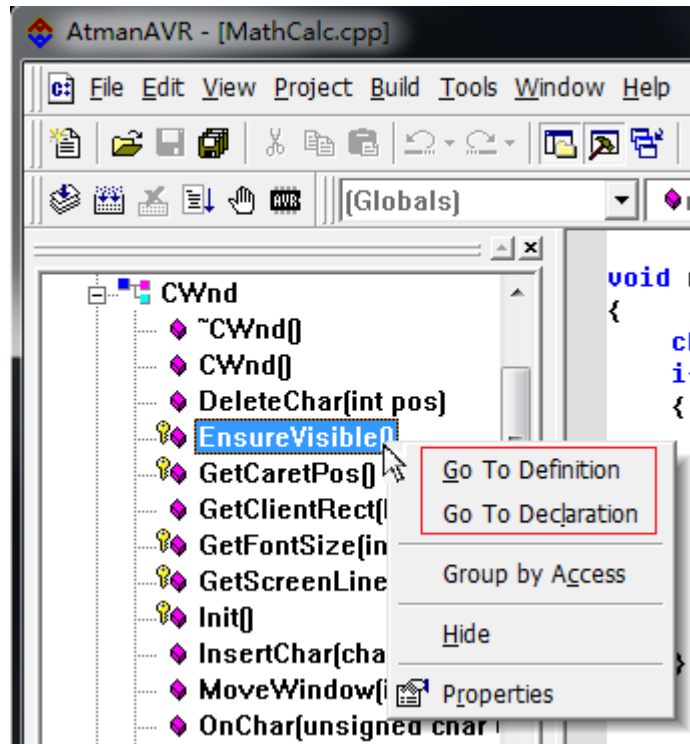 AtmanAVR - [MathCalc.cpp]
File Edit View Project Build Tools Window Help
AVR (Globals)
CWnd
void
~CWnd()
{
CWnd()
DeleteChar(int pos)
{
EnsureVisible()
GetCaretPos()
Go To Definition
GetClientRect(
Go To Declaration
GetFontSize(in
GetScreenLine
Group by Access
Init()
Hide
InsertChar(cha
}
MoveWindow(i
Properties
OnChar(unsigned char